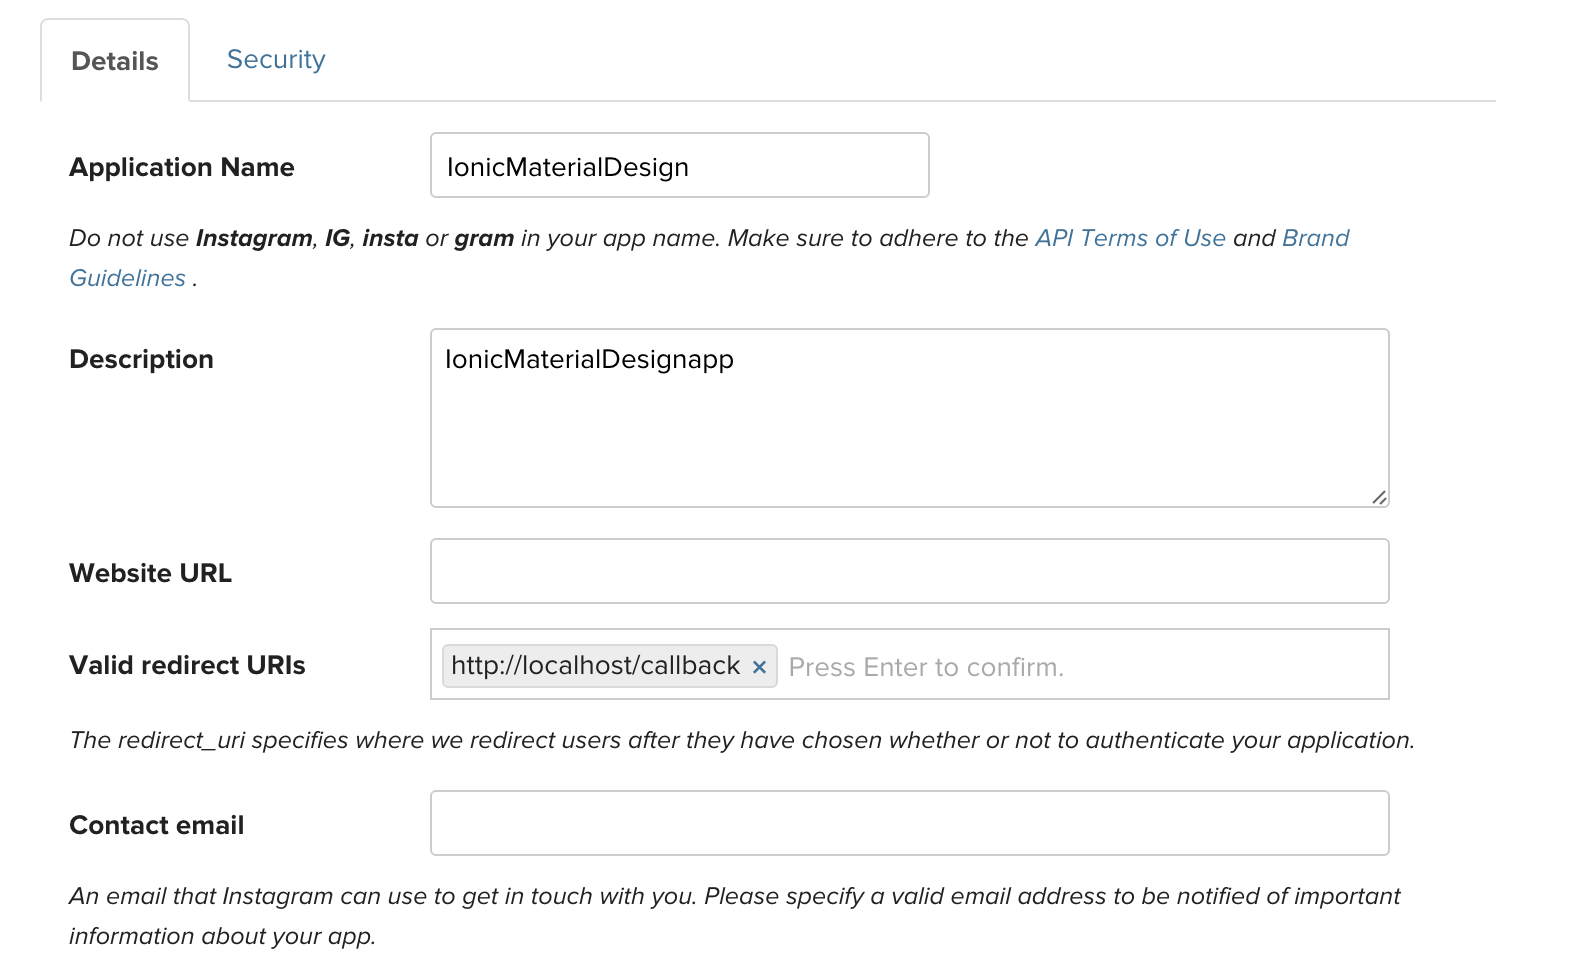 Details Security
Application Name IonicMaterialDesign
Do not use Instagram, IG, insta or gram in your app name. Make sure to adhere to the API Terms of Use and Brand
Guidelines .
Description IonicMaterialDesignapp
Website URL
Valid redirect URIs http://localhost/callback × Press Enter to confirm.
The redirect_uri specifies where we redirect users after they have chosen whether or not to authenticate your application.
Contact email
An email that Instagram can use to get in touch with you. Please specify a valid email address to be notified of important
information about your app.